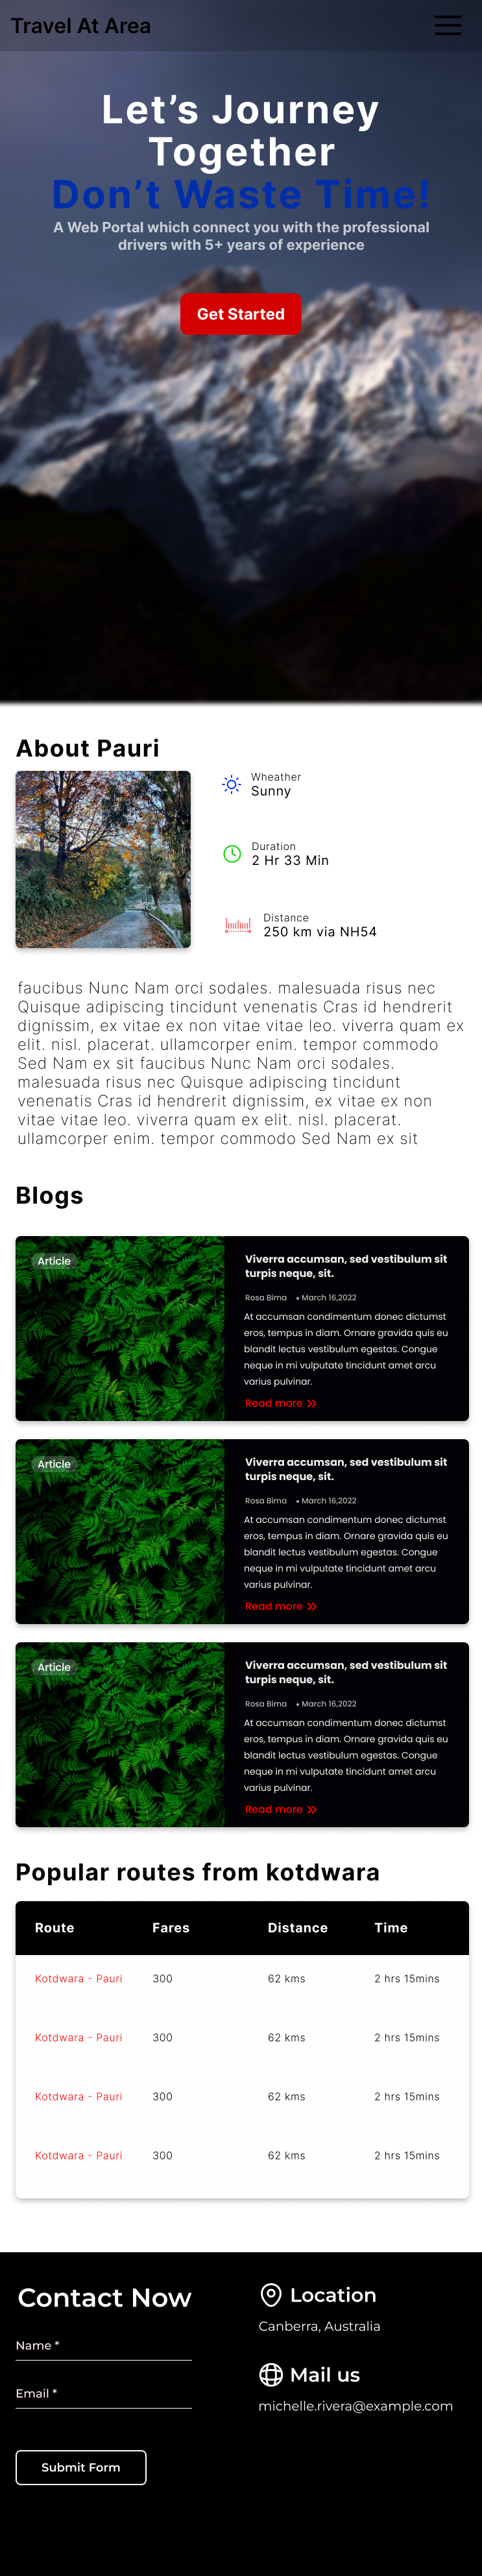 Travel At Area
Let’s Journey
Together
Don’t Waste Time!
A Web Portal which connect you with the professional
drivers with 5+ years of experience
Get Started
About Pauri
Wheather
Sunny
Duration
2 Hr 33 Min
Distance
250 km via NH54
faucibus Nunc Nam orci sodales. malesuada risus nec
Quisque adipiscing tincidunt venenatis Cras id hendrerit
dignissim, ex vitae ex non vitae vitae leo. viverra quam ex
elit. nisl. placerat. ullamcorper enim. tempor commodo
Sed Nam ex sit faucibus Nunc Nam orci sodales.
malesuada risus nec Quisque adipiscing tincidunt
venenatis Cras id hendrerit dignissim, ex vitae ex non
vitae vitae leo. viverra quam ex elit. nisl. placerat.
ullamcorper enim. tempor commodo Sed Nam ex sit
Blogs
Article
Viverra accumsan, sed vestibulum sit
turpis neque, sit.
Rosa Bima • March 16,2022
At accumsan condimentum donec dictumst
eros, tempus in diam. Ornare gravida quis eu
blandit lectus vestibulum egestas. Congue
neque in mi vulputate tincidunt amet arcu
varius pulvinar.
Read more
Article
Viverra accumsan, sed vestibulum sit
turpis neque, sit.
Rosa Bima • March 16,2022
At accumsan condimentum donec dictumst
eros, tempus in diam. Ornare gravida quis eu
blandit lectus vestibulum egestas. Congue
neque in mi vulputate tincidunt amet arcu
varius pulvinar.
Read more
Article
Viverra accumsan, sed vestibulum sit
turpis neque, sit.
Rosa Bima • March 16,2022
At accumsan condimentum donec dictumst
eros, tempus in diam. Ornare gravida quis eu
blandit lectus vestibulum egestas. Congue
neque in mi vulputate tincidunt amet arcu
varius pulvinar.
Read more
Popular routes from kotdwara
Route Fares Distance Time
Kotdwara - Pauri 300 62 kms 2 hrs 15mins
Kotdwara - Pauri 300 62 kms 2 hrs 15mins
Kotdwara - Pauri 300 62 kms 2 hrs 15mins
Kotdwara - Pauri 300 62 kms 2 hrs 15mins
Contact Now
Name *
Email *
Submit Form
Location
Canberra, Australia
Mail us
michelle.rivera@example.com